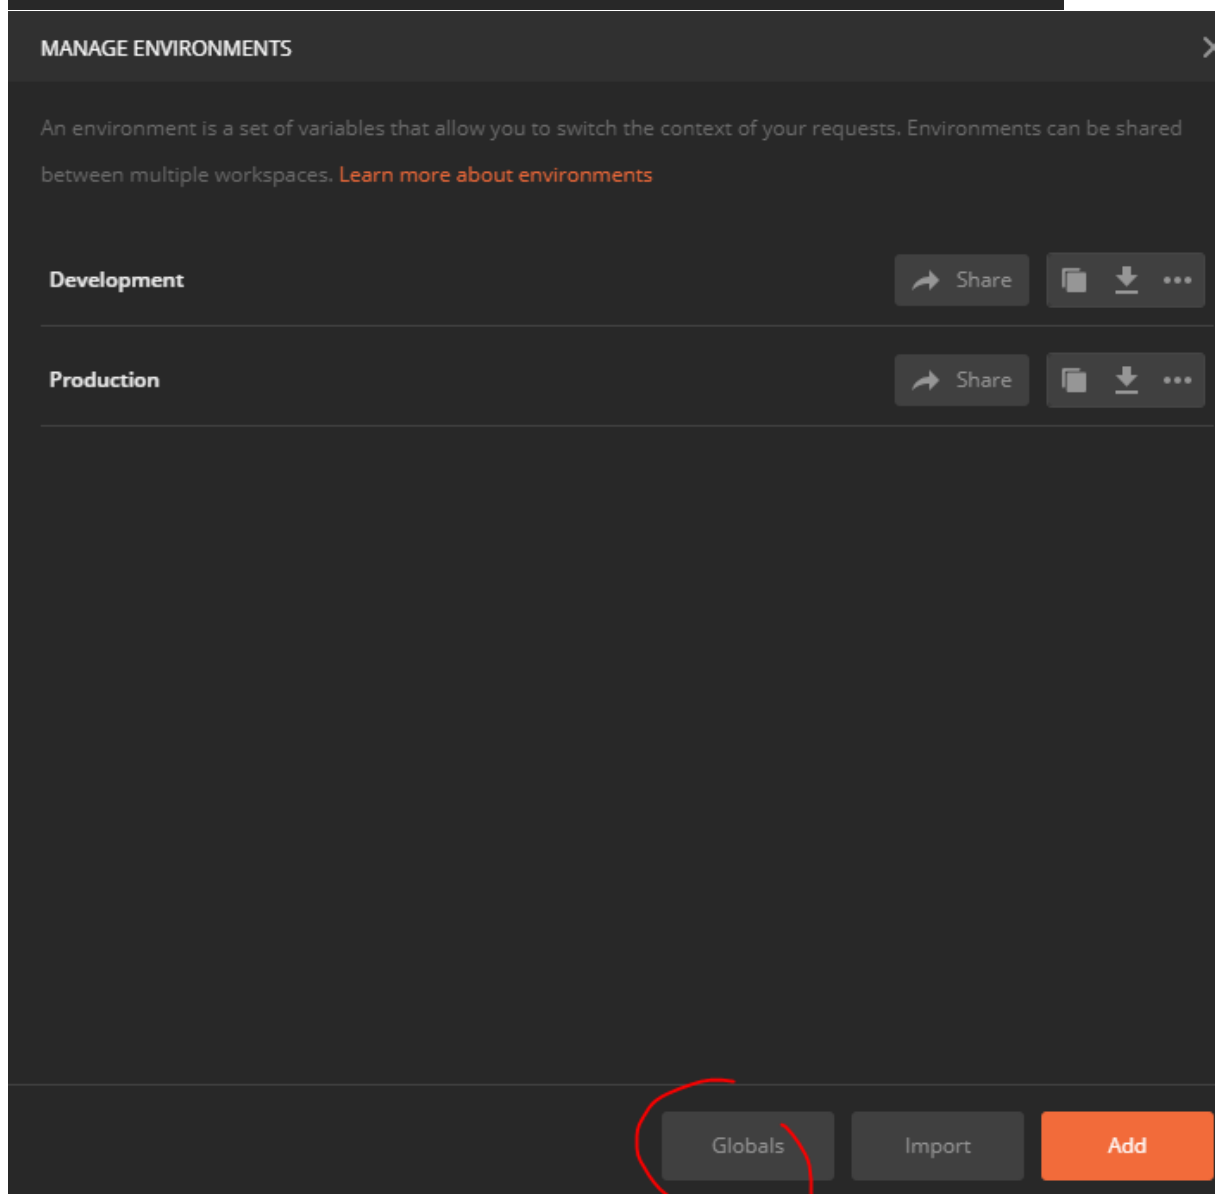 MANAGE ENVIRONMENTS
An environment is a set of variables that allow you to switch the context of your requests. Environments can be shared
between multiple workspaces. Learn more about environments
Development Share
Production Share
Globals Import Add